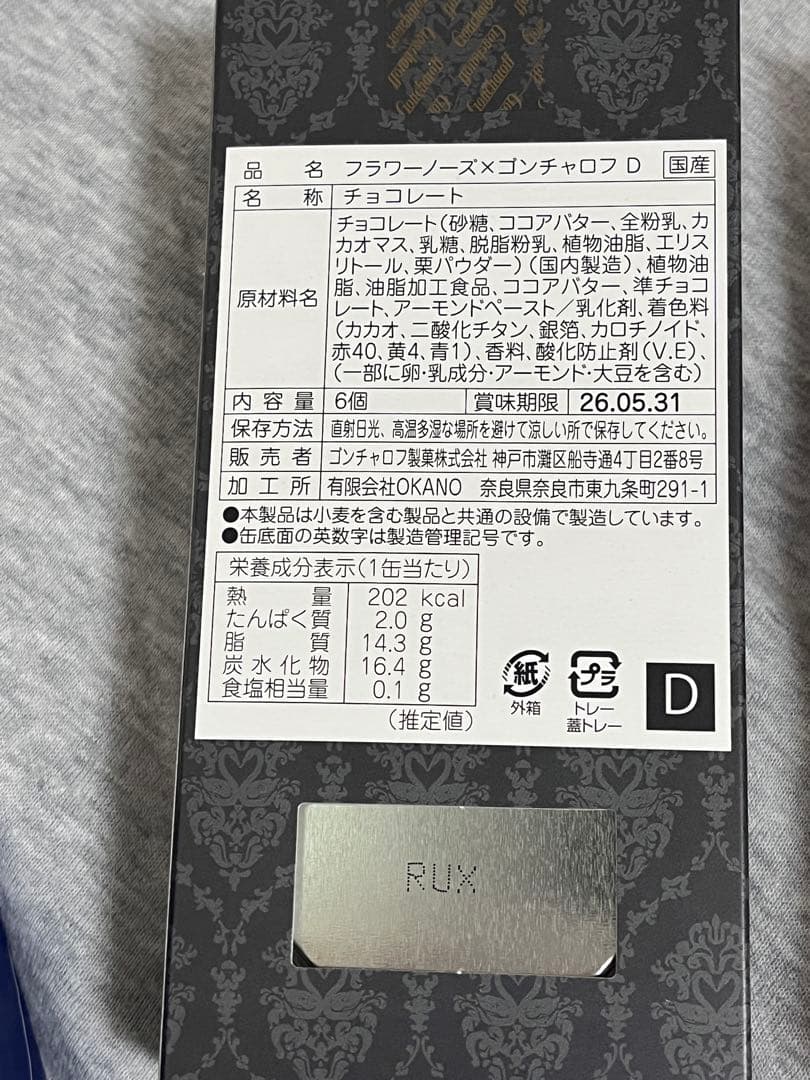 Goncharoff
品 名 フラワーノーズ×ゴンチャロフ D 国産
名 称 チョコレート
原材料名
チョコレート(砂糖、ココアバター、全粉乳、カ
カオマス、乳糖、脱脂粉乳、植物油脂、エリス
リトール、栗パウダー)(国内製造)、植物油
脂、油脂加工食品、ココアバター、準チョコ
レート、アーモンドペースト/乳化剤、着色料
(カカオ、二酸化チタン、銀箔、カロチノイド、
赤40、黄4、青1)、香料、酸化防止剤(V.E)、
(一部に卵・乳成分・アーモンド・大豆を含む)
内容量 6個 賞味期限 26.05.31
保存方法 直射日光、高温多湿な場所を避けて涼しい所で保存してください。
販売者 ゴンチャロフ製菓株式会社 神戸市灘区船寺通4丁目2番8号
加工所 有限会社OKANO 奈良県奈良市東九条町291-1
●本製品は小麦を含む製品と共通の設備で製造しています。
●缶底面の英数字は製造管理記号です。
栄養成分表示(1缶当たり)
熱量 202 kcal
たんぱく質 2.0 g
脂質 14.3 g
炭水化物 16.4 g
食塩相当量 0.1 g
(推定値)
紙
外箱
プラ
トレー
蓋トレー
D
RUX